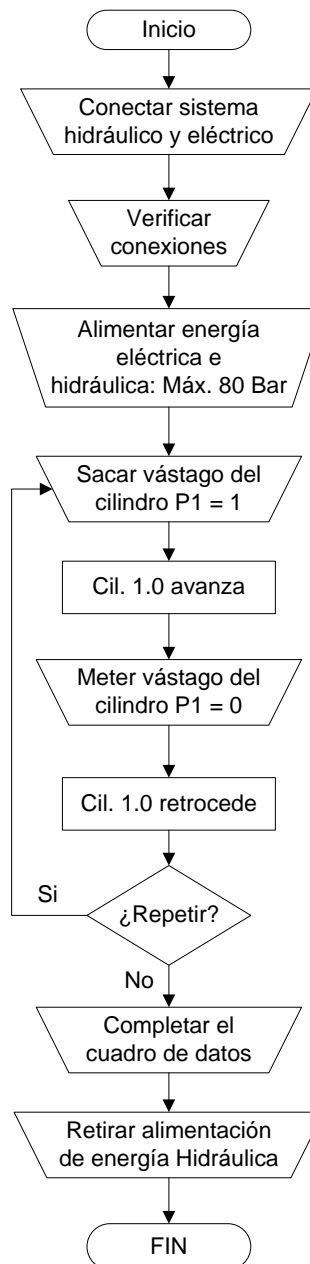 Inicio
Conectar sistema
hidráulico y eléctrico
Verificar
conexiones
Alimentar energía
eléctrica e
hidráulica: Máx. 80 Bar
Sacar vástago del
cilindro P1 = 1
Cil. 1.0 avanza
Meter vástago del
cilindro P1 = 0
Cil. 1.0 retrocede
Si
¿Repetir?
No
Completar el
cuadro de datos
Retirar alimentación
de energía Hidráulica
FIN